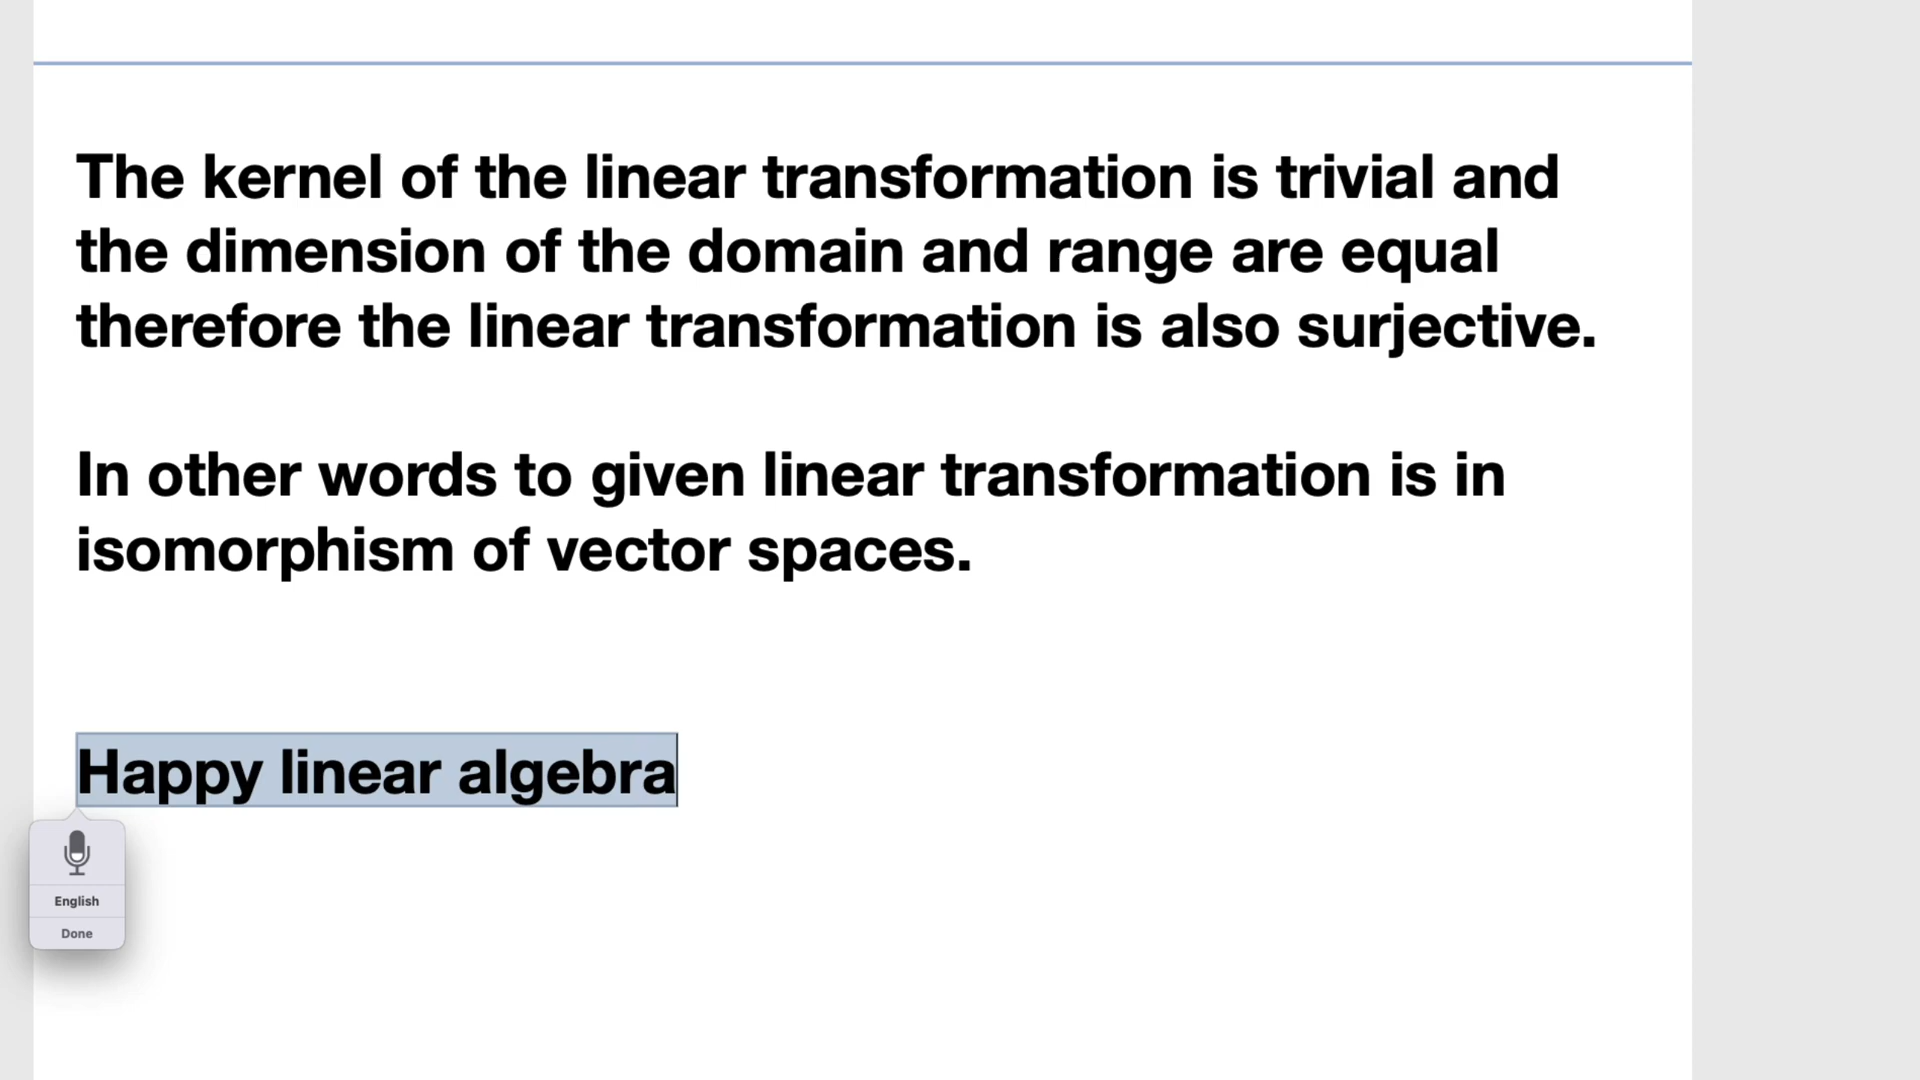 The kernel of the linear transformation is trivial and
the dimension of the domain and range are equal
therefore the linear transformation is also surjective.
In other words to given linear transformation is in
isomorphism of vector spaces.
Happy linear algebra
English
Done